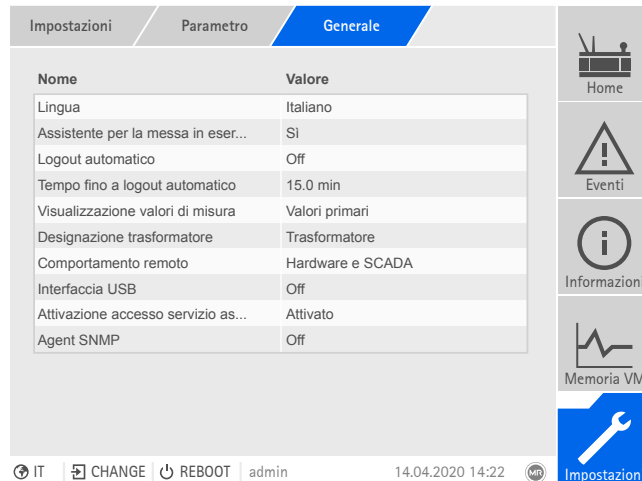 Impostazioni Parametro Generale
Nome Valore
Lingua Italiano
Assistente per la messa in eser... Sì
Logout automatico Off
Tempo fino a logout automatico 15.0 min
Visualizzazione valori di misura Valori primari
Designazione trasformatore Trasformatore
Comportamento remoto Hardware e SCADA
Interfaccia USB Off
Attivazione accesso servizio as... Attivato
Agent SNMP Off
Home
Eventi
Informazion
Memoria VM
Impostazion
IT CHANGE REBOOT admin 14.04.2020 14:22 MR